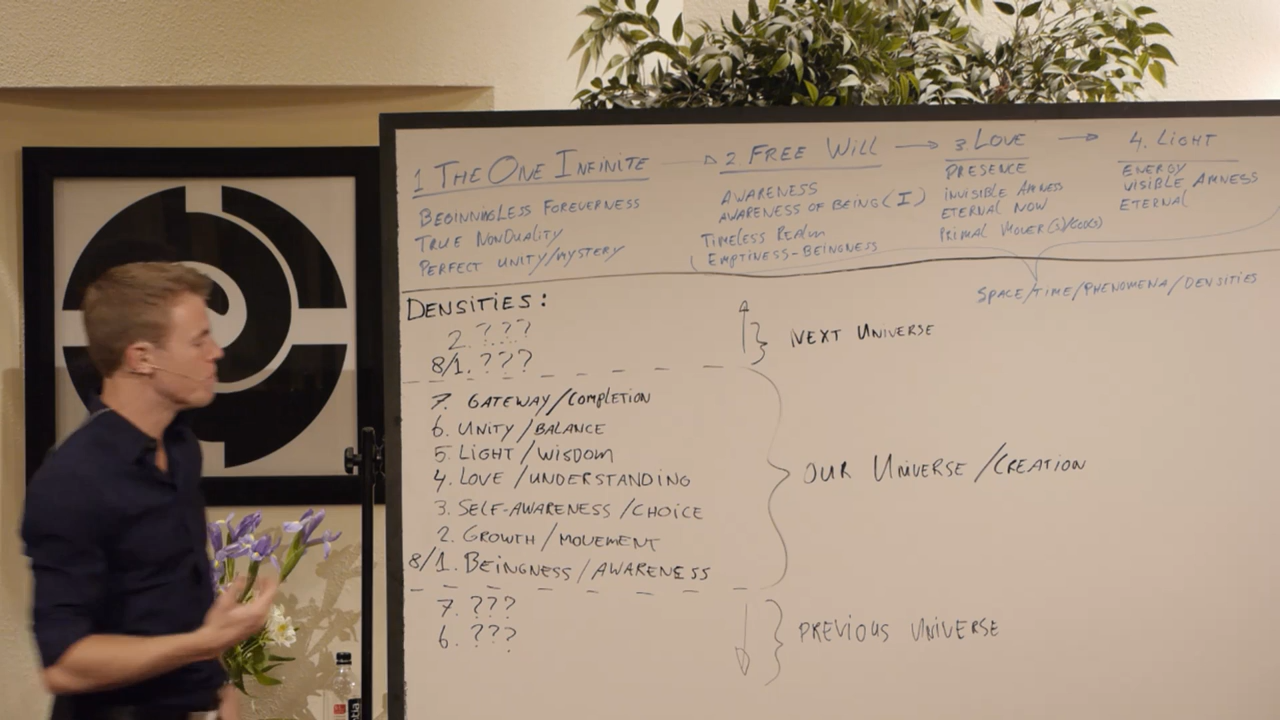 1 THE ONE INFINITE → 2 FREE WILL → 3. LOVE → 4. LIGHT
BEGINNINGLESS FOREVERNESS
TRUE NONDUALITY
PERFECT UNITY/MYSTERY
AWARENESS
AWARENESS OF BEING (I)
TIMELESS REALM
EMPTINESS-BEINGNESS
PRESENCE
INVISIBLE AMNESS
ETERNAL NOW
PRIMAL MOVER(S)/GOD(S)
ENERGY
VISIBLE AMNESS
ETERNAL
SPACE/TIME/PHENOMENA/DENSITIES
DENSITIES:
2. ???
8/1. ???
NEXT UNIVERSE
7. GATEWAY/COMPLETION
6. UNITY/BALANCE
5. LIGHT/WISDOM
4. LOVE/UNDERSTANDING
3. SELF-AWARENESS/CHOICE
2. GROWTH/MOVEMENT
8/1. BEINGNESS/AWARENESS
OUR UNIVERSE/CREATION
7. ???
6. ???
PREVIOUS UNIVERSE